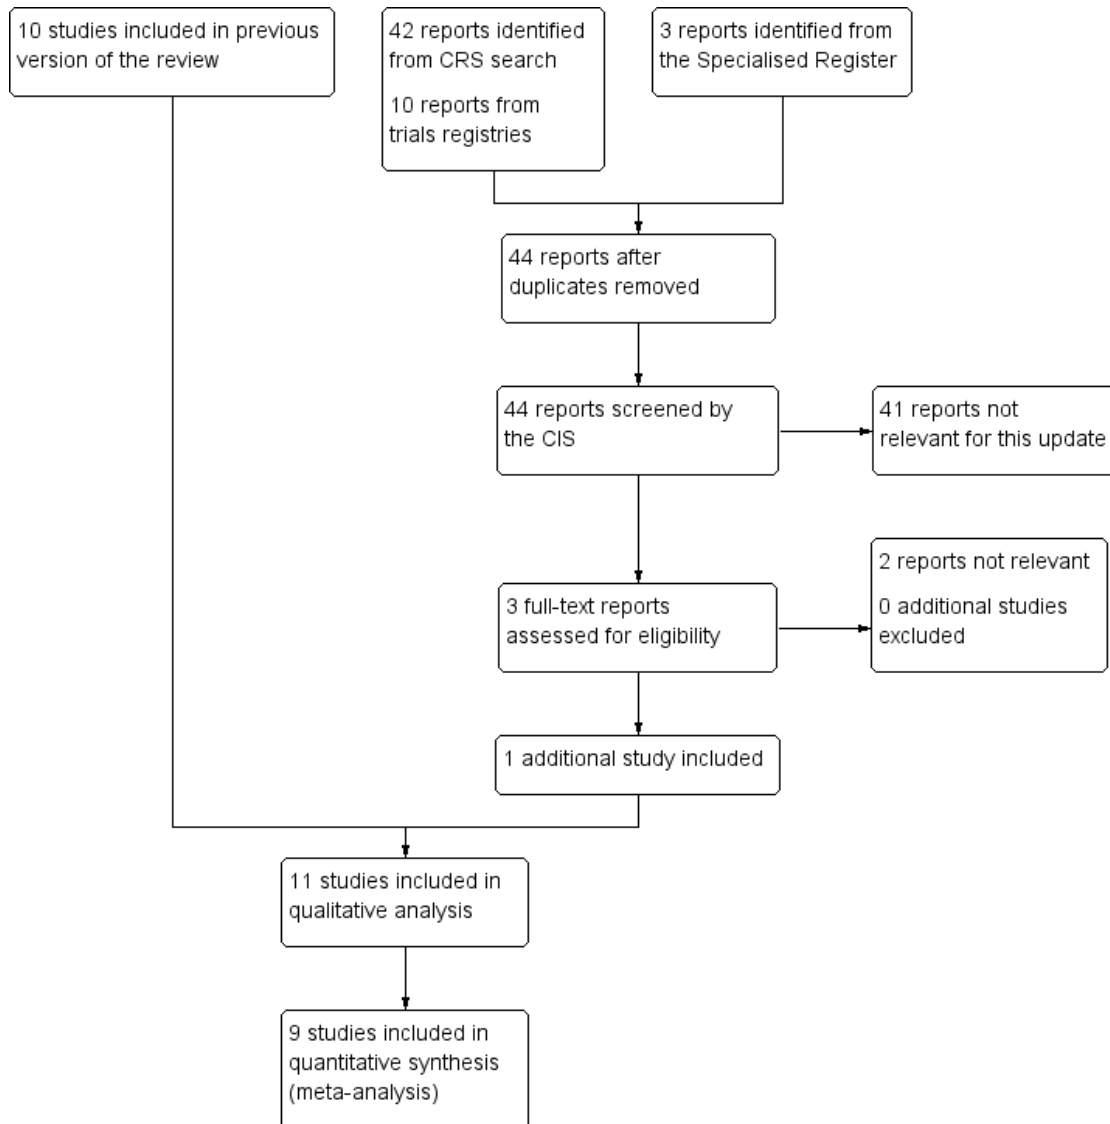 10 studies included in previous
version of the review
42 reports identified
from CRS search
10 reports from
trials registries
3 reports identified from
the Specialised Register
44 reports after
duplicates removed
44 reports screened by
the CIS
41 reports not
relevant for this update
3 full-text reports
assessed for eligibility
2 reports not relevant
0 additional studies
excluded
1 additional study included
11 studies included in
qualitative analysis
9 studies included in
quantitative synthesis
(meta-analysis)